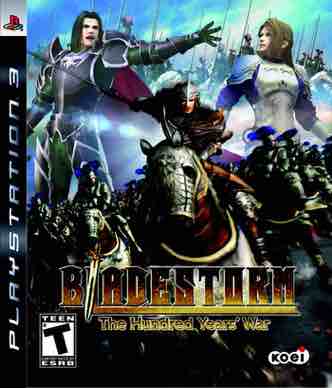 PLAYSTATION 3
BLADESTORM
The Hundred Years' War
TEEN
T
ESRB
KOEI